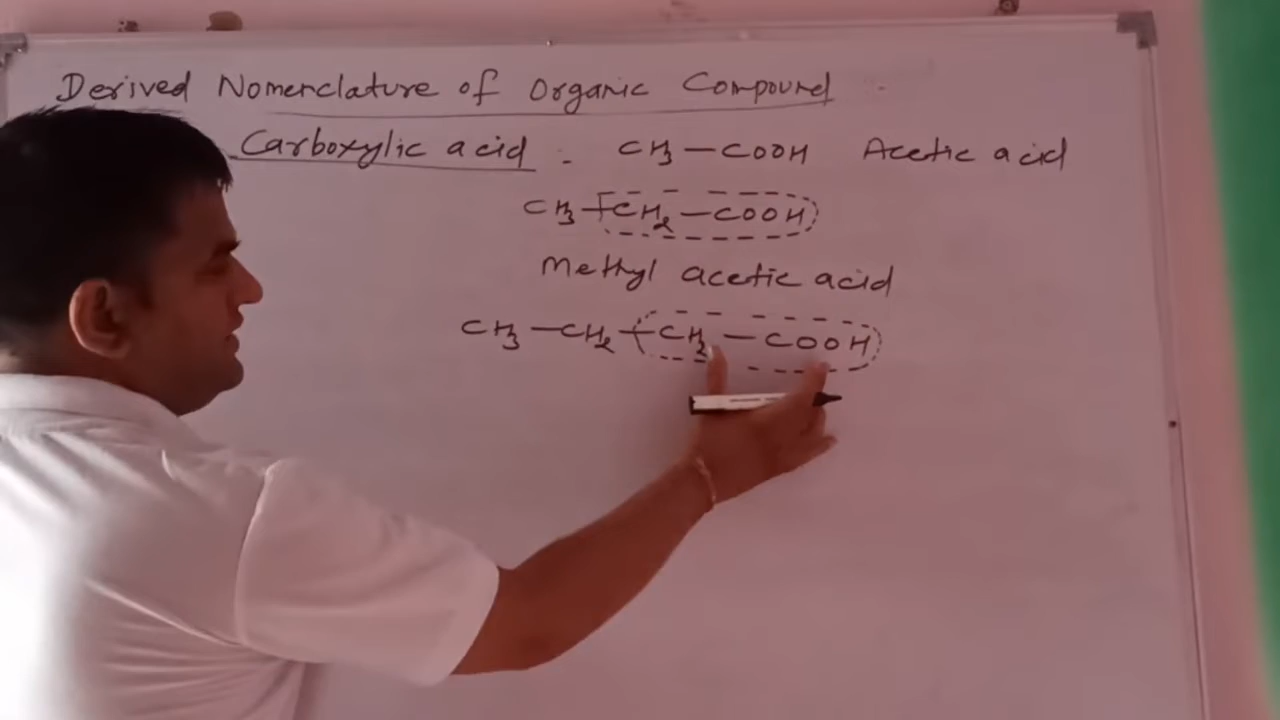 Derived Nomenclature of Organic Compound
Carboxylic acid - CH₃-COOH Acetic acid
CH₃-CH₂-COOH
Methyl acetic acid
CH₃-CH₂-CH₂-COOH